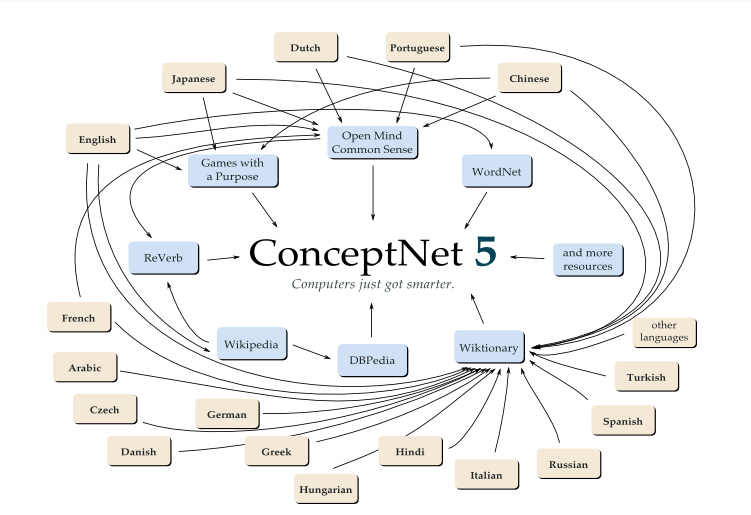 Dutch
Portuguese
Japanese
Chinese
English
Open Mind
Common Sense
Games with
a Purpose
WordNet
ReVerb
ConceptNet 5
and more
resources
Computers just got smarter.
French
Wikipedia
DBPedia
Wiktionary
other
languages
Arabic
Turkish
Czech
German
Spanish
Danish
Greek
Hindi
Russian
Italian
Hungarian